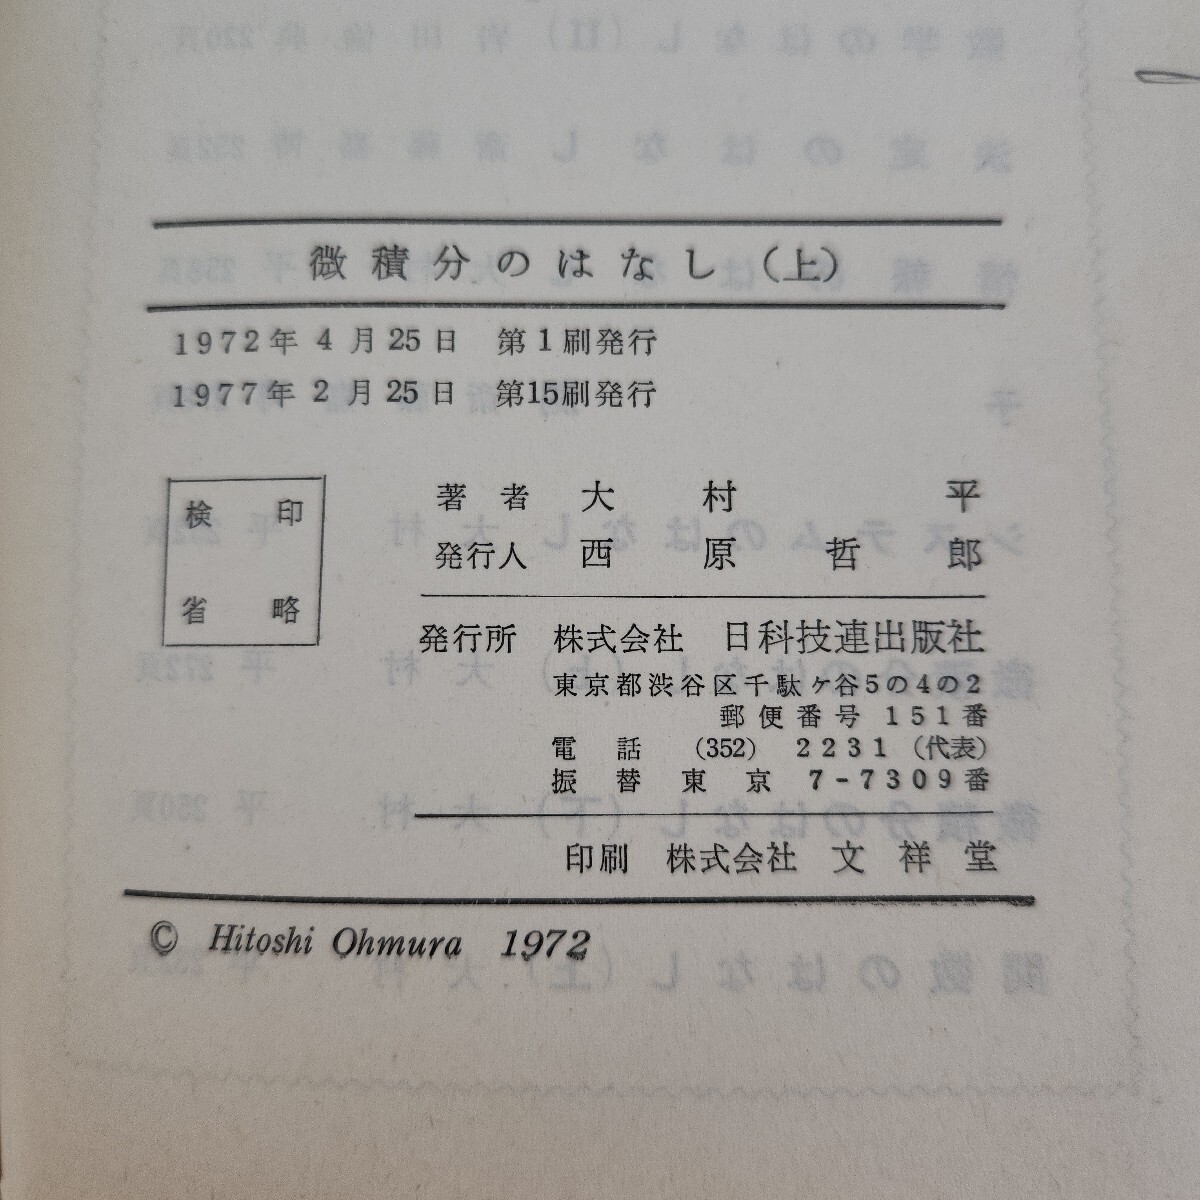 微積分のはなし（上）
1972年4月25日 第1刷発行
1977年2月25日 第15刷発行
検印
省略
著者 大村平
発行人 西原哲郎
発行所 株式会社 日科技連出版社
東京都渋谷区千駄ヶ谷5の4の2
郵便番号 151番
電話 (352) 2231（代表）
振替東京 7-7309番
印刷 株式会社 文祥堂
© Hitoshi Ohmura 1972